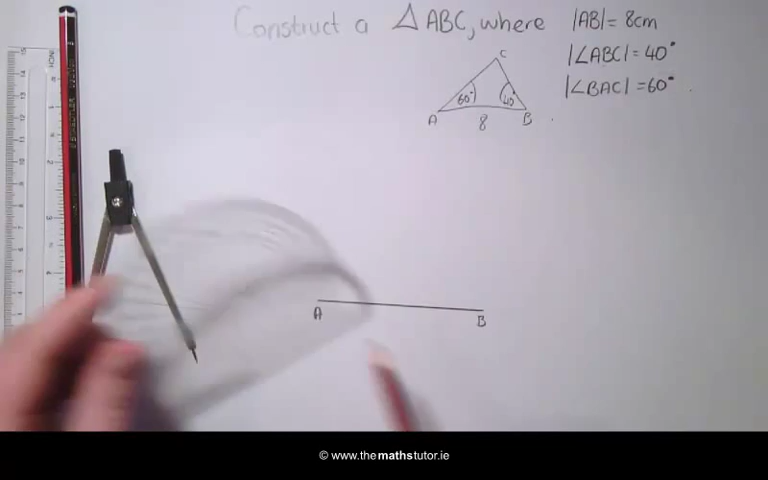 Construct a △ABC, where |AB| = 8cm
|∠ABC| = 40°
|∠BAC| = 60°
C
60° 40°
A 8 B
A B
© www.themathstutor.ie